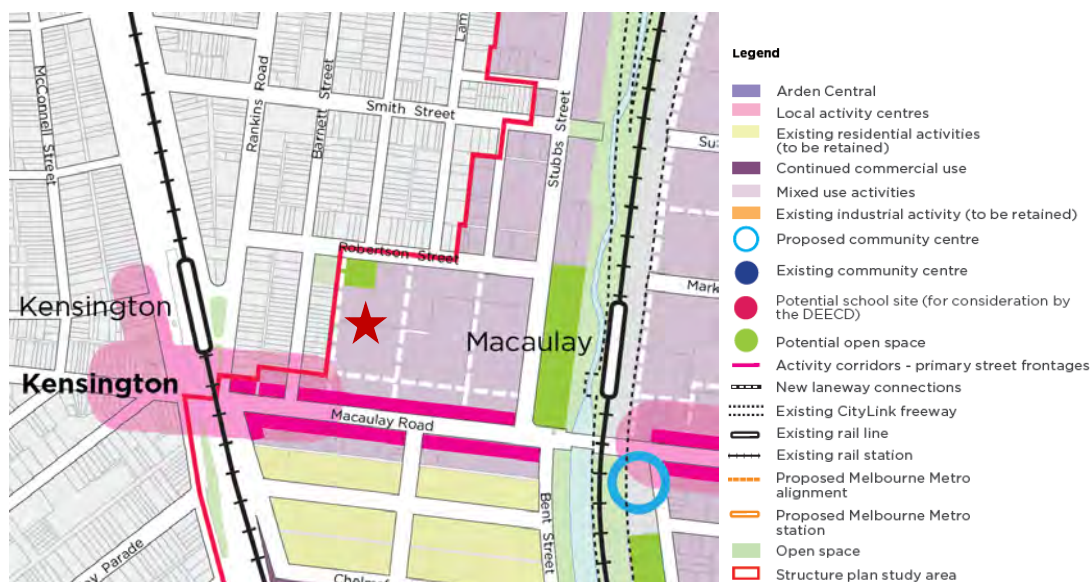 McConnell Street
Rankins Road
Barnett Street
Lam
Smith Street
Stubbs Street
Su
Robertson Street
Mark
Kensington
Macaulay
Kensington
Macaulay Road
Bent Street
Parade
Legend
Arden Central
Local activity centres
Existing residential activities
(to be retained)
Continued commercial use
Mixed use activities
Existing industrial activity (to be retained)
Proposed community centre
Existing community centre
Potential school site (for consideration by
the DEECD)
Potential open space
Activity corridors - primary street frontages
New laneway connections
Existing CityLink freeway
Existing rail line
Existing rail station
Proposed Melbourne Metro
alignment
Proposed Melbourne Metro
station
Open space
Structure plan study area